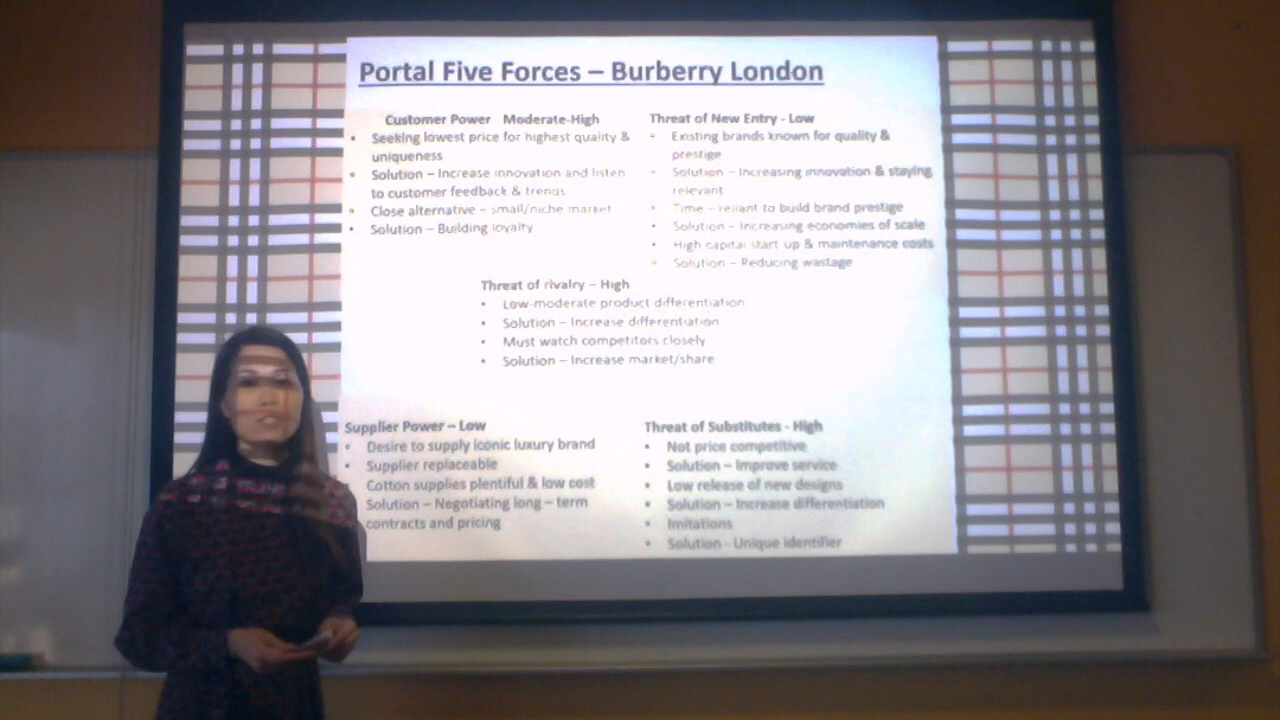 Portal Five Forces – Burberry London
Customer Power Moderate-High
• Seeking lowest price for highest quality &
uniqueness
• Solution – Increase innovation and listen
to customer feedback & trends
• Close alternative – small/niche market
• Solution – Building loyalty
Threat of New Entry - Low
• Existing brands known for quality &
prestige
• Solution – Increasing innovation & staying
relevant
• Time – reliant to build brand prestige
• Solution – Increasing economies of scale
• High capital start up & maintenance costs
• Solution – Reducing wastage
Threat of rivalry – High
• Low-moderate product differentiation
• Solution – Increase differentiation
• Must watch competitors closely
• Solution – Increase market/share
Supplier Power – Low
• Desire to supply iconic luxury brand
• Supplier replaceable
Cotton supplies plentiful & low cost
Solution – Negotiating long – term
contracts and pricing
Threat of Substitutes - High
• Not price competitive
• Solution – Improve service
• Low release of new designs
• Solution – Increase differentiation
• Imitations
• Solution - Unique identifier